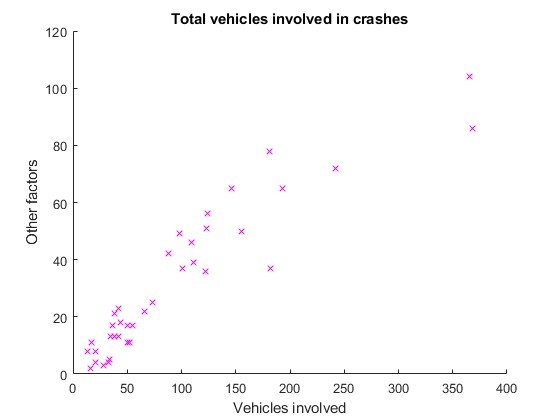 Total vehicles involved in crashes
120
100
80
60
40
20
0
Other factors
0 50 100 150 200 250 300 350 400
Vehicles involved